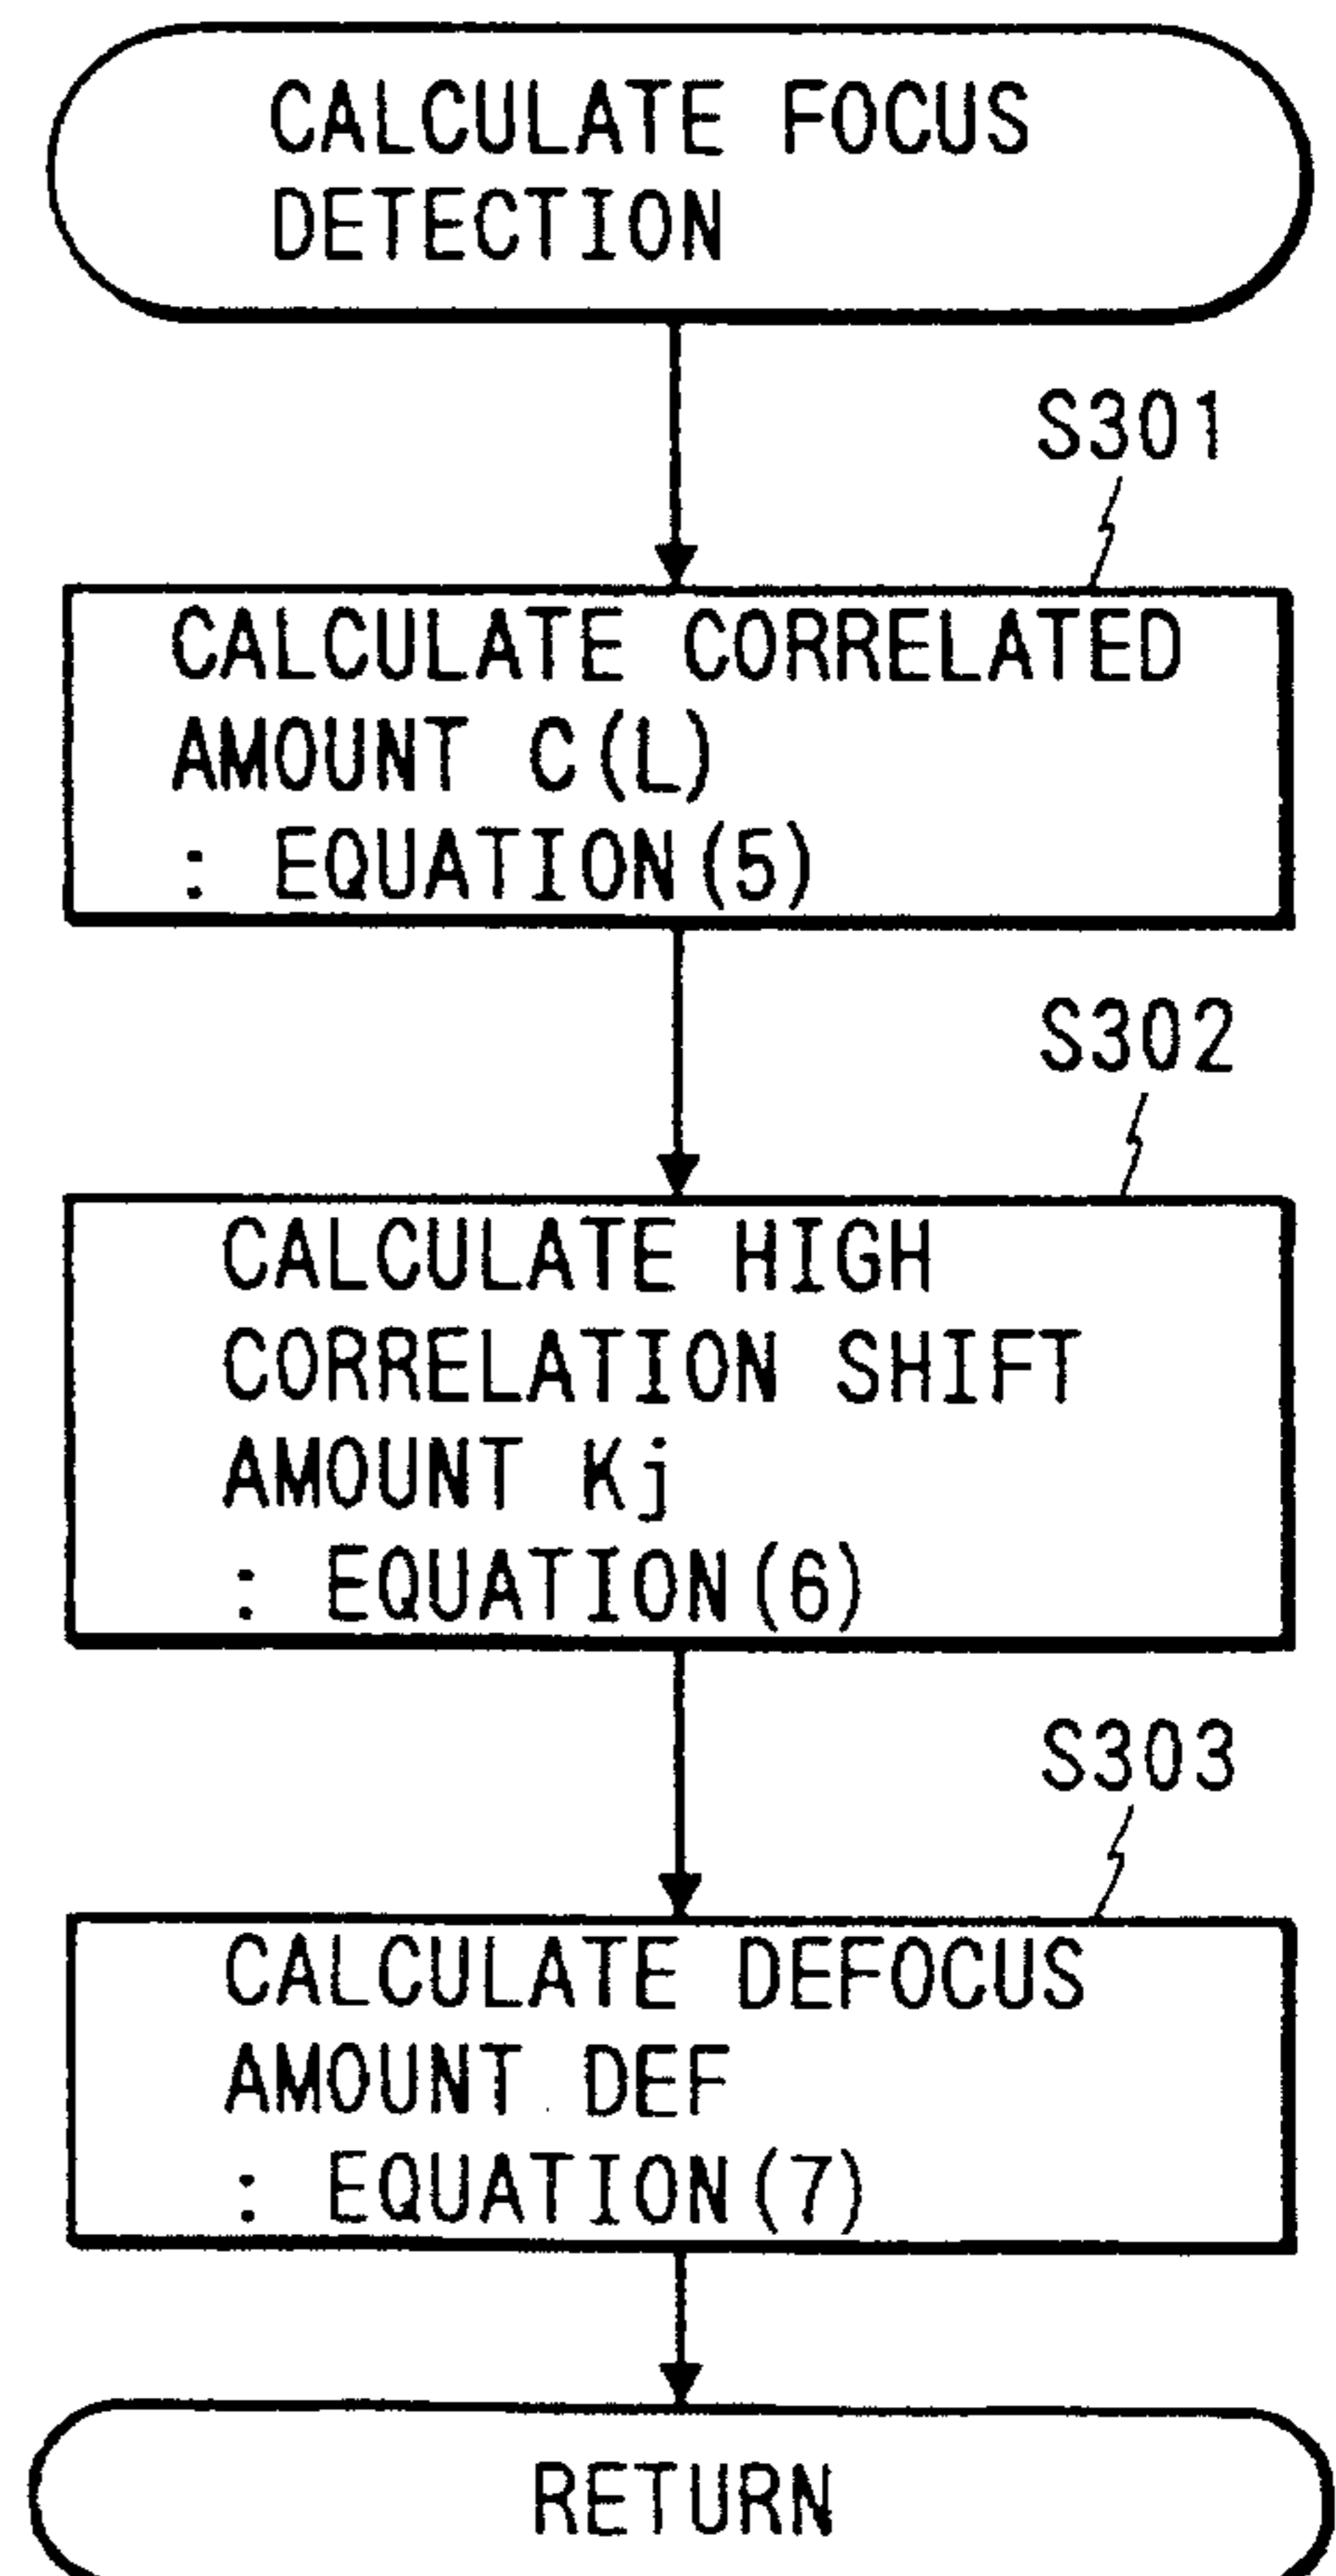 CALCULATE FOCUS
DETECTION
S301
CALCULATE CORRELATED
AMOUNT C(L)
: EQUATION(5)
S302
CALCULATE HIGH
CORRELATION SHIFT
AMOUNT Kj
: EQUATION(6)
S303
CALCULATE DEFOCUS
AMOUNT DEF
: EQUATION(7)
RETURN